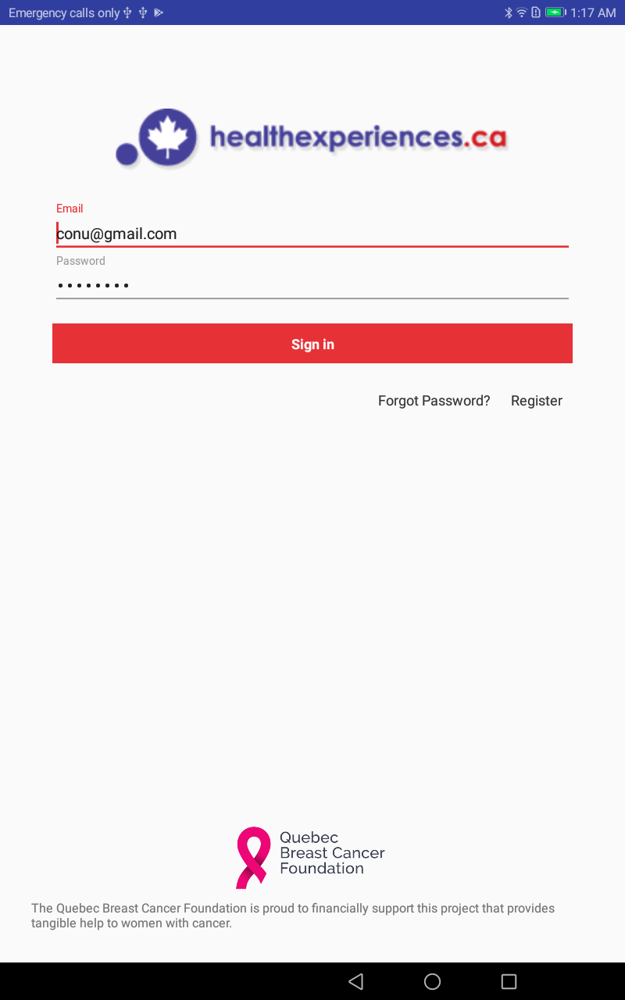 Emergency calls only 1:17 AM
healthexperiences.ca
Email
conu@gmail.com
Password
••••••••
Sign in
Forgot Password? Register
Quebec
Breast Cancer
Foundation
The Quebec Breast Cancer Foundation is proud to financially support this project that provides
tangible help to women with cancer.